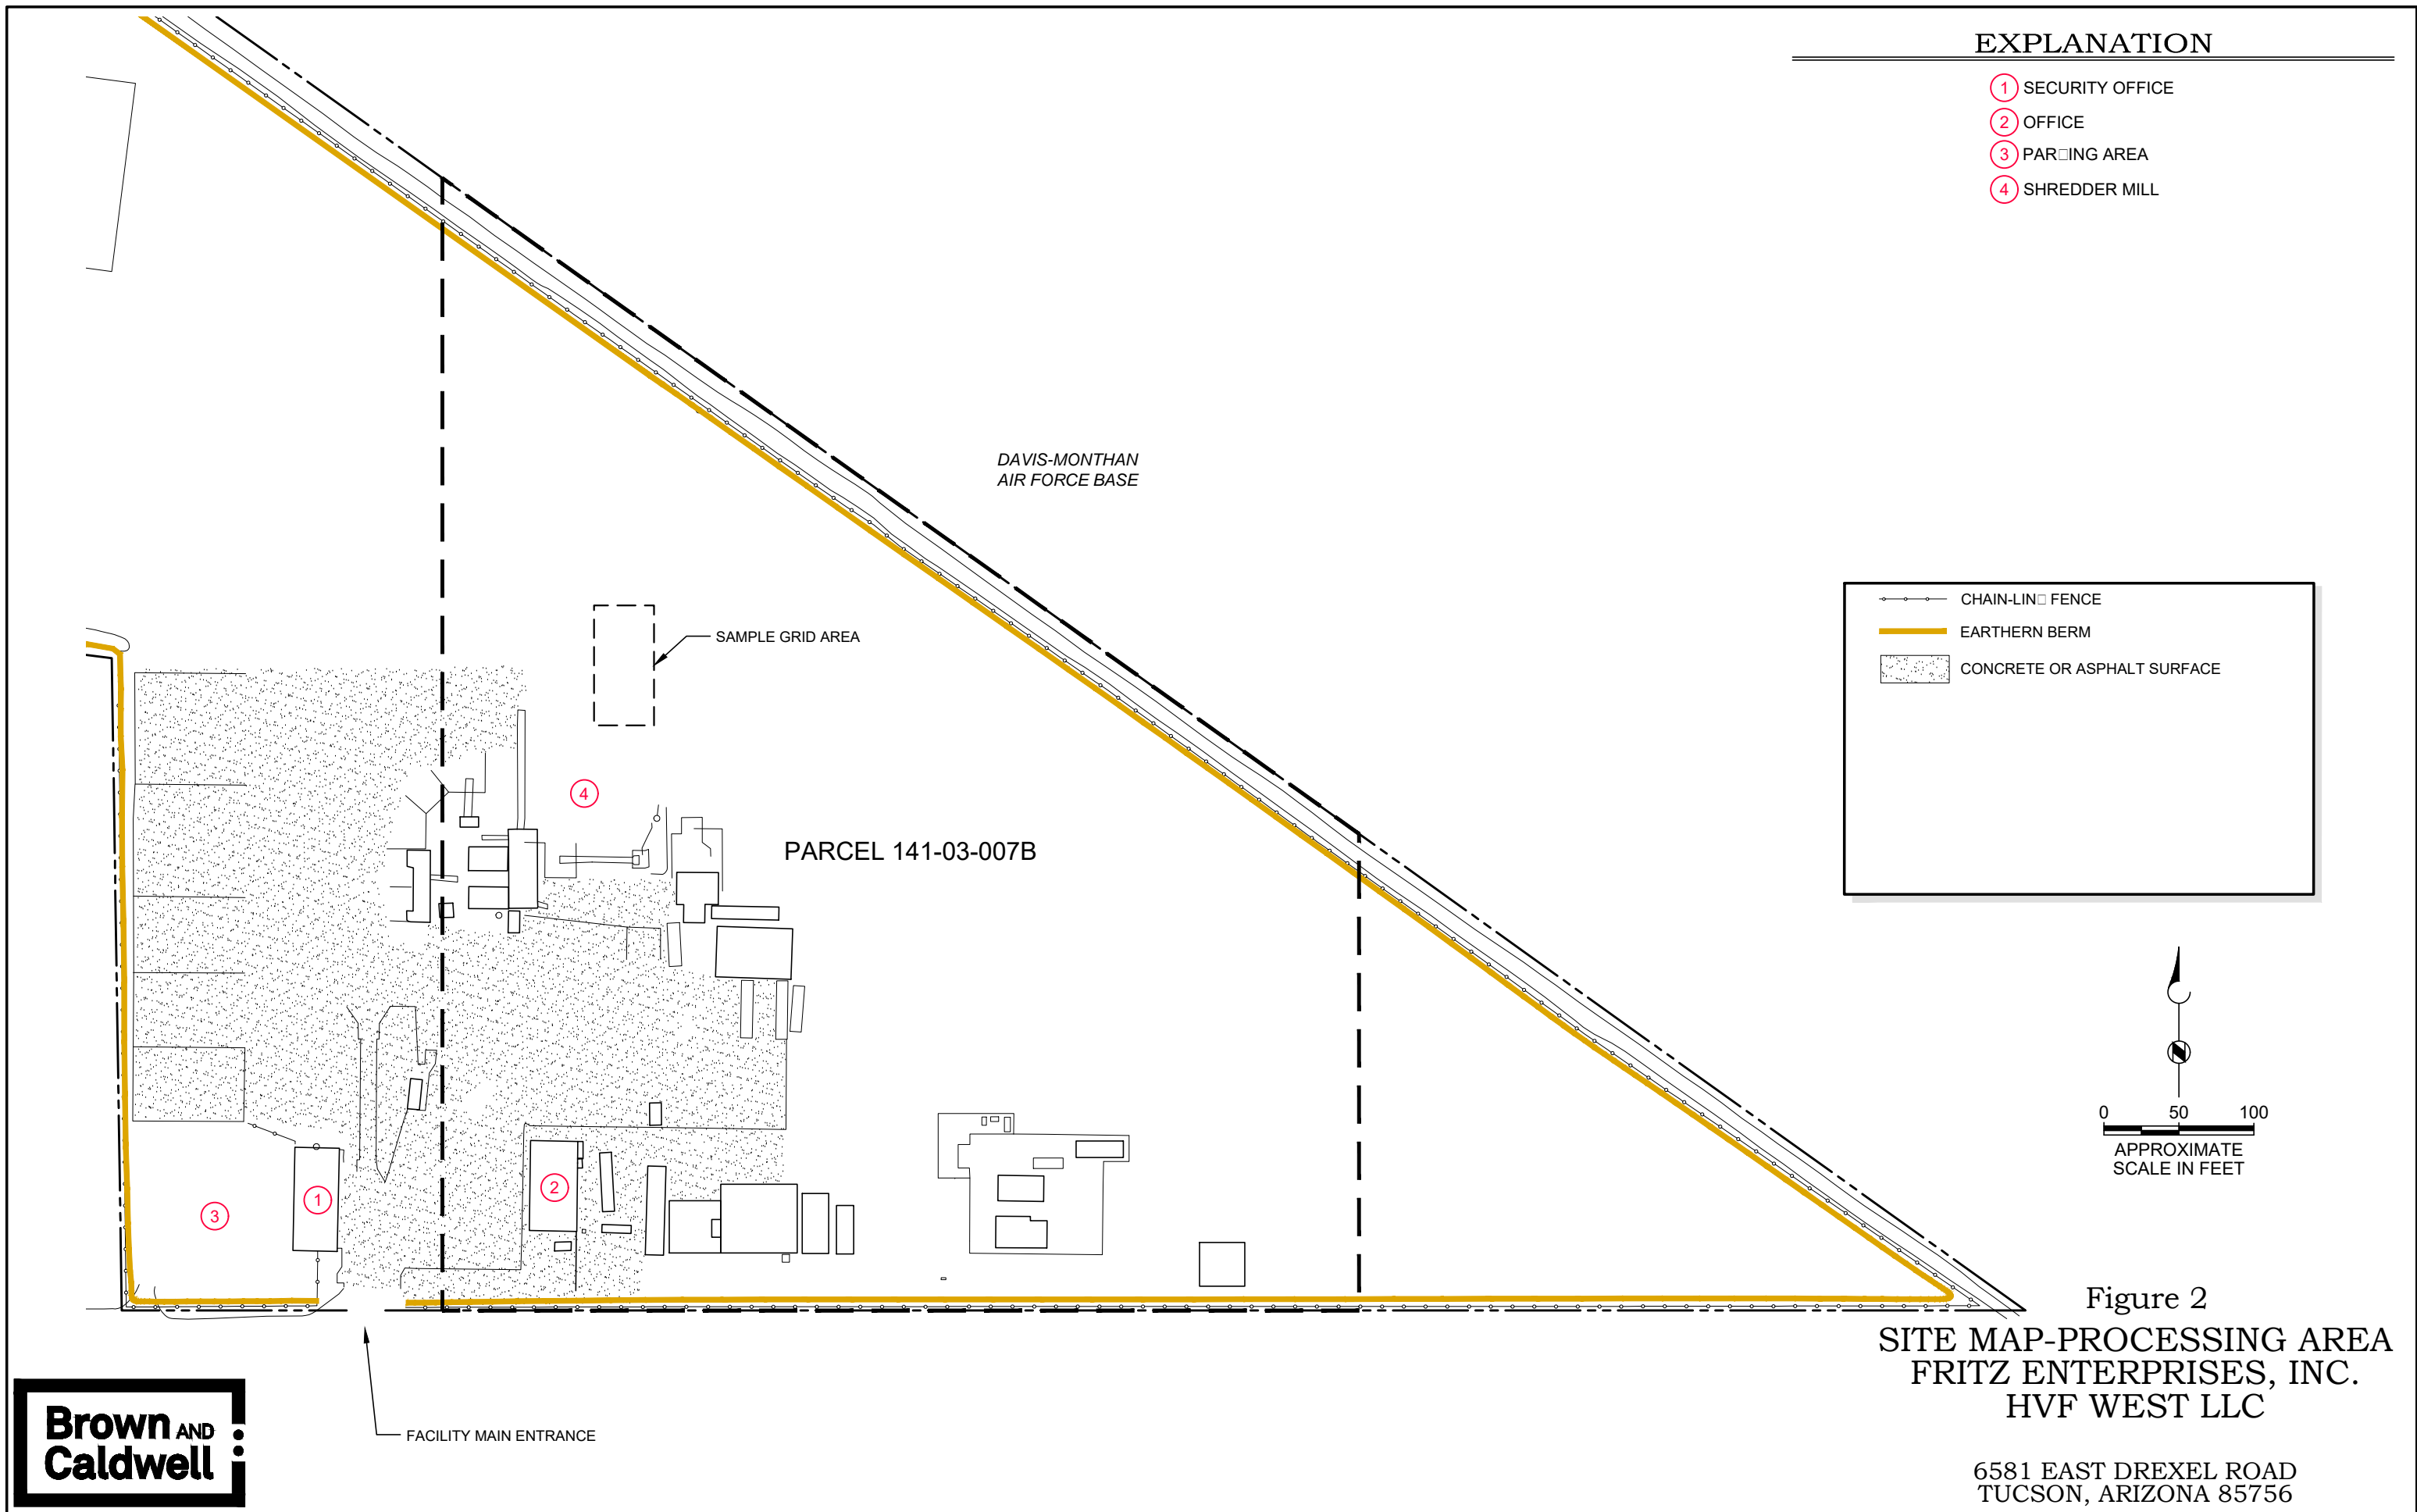 EXPLANATION
1 SECURITY OFFICE
2 OFFICE
3 PAR□ING AREA
4 SHREDDER MILL
DAVIS-MONTHAN
AIR FORCE BASE
CHAIN-LIN□ FENCE
EARTHERN BERM
CONCRETE OR ASPHALT SURFACE
SAMPLE GRID AREA
4
PARCEL 141-03-007B
N
0 50 100
APPROXIMATE
SCALE IN FEET
2
1
3
FACILITY MAIN ENTRANCE
Figure 2
SITE MAP-PROCESSING AREA
FRITZ ENTERPRISES, INC.
HVF WEST LLC
6581 EAST DREXEL ROAD
TUCSON, ARIZONA 85756
Brown AND
Caldwell